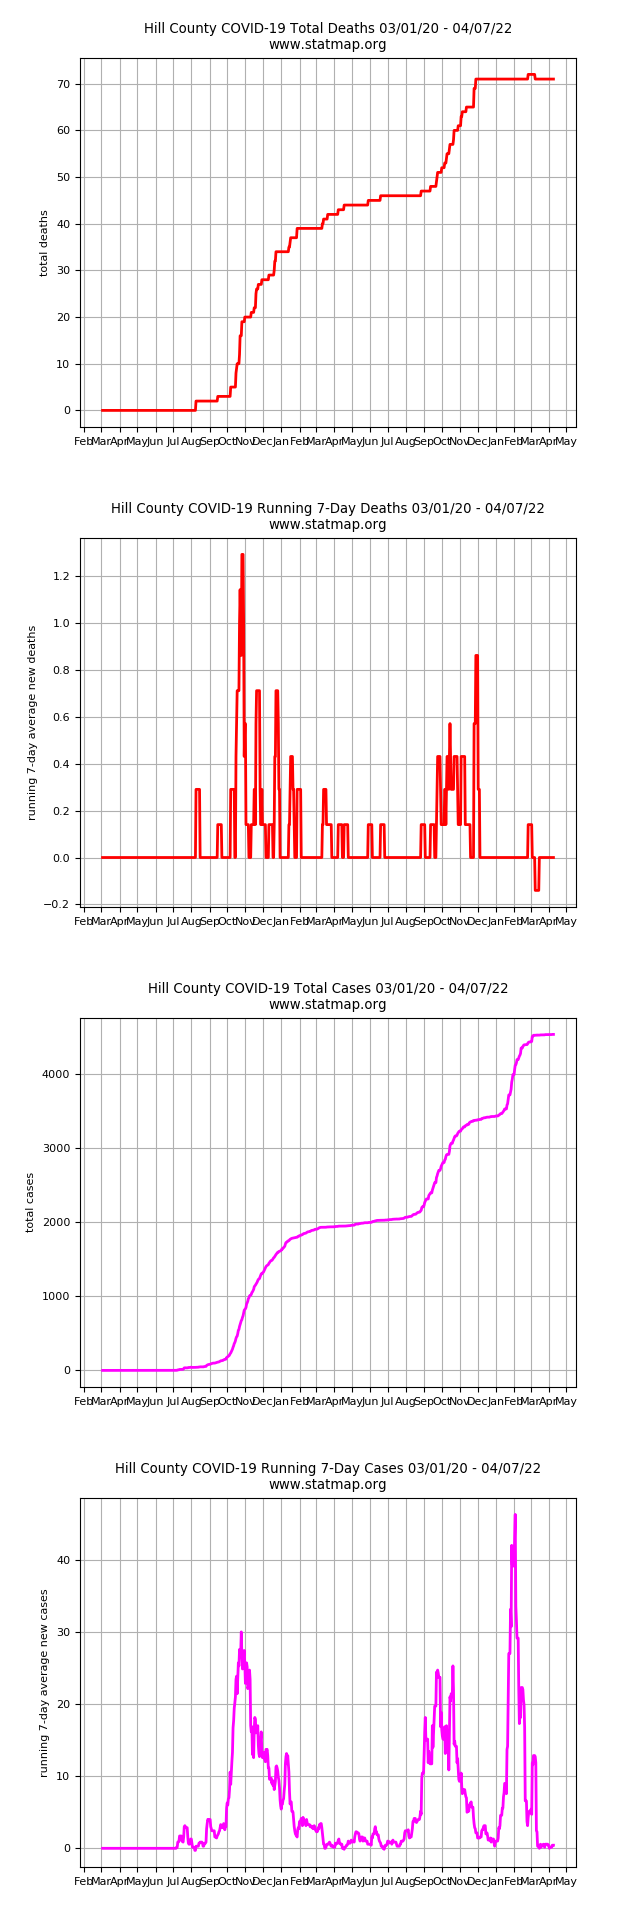 Hill County COVID-19 Total Deaths 03/01/20 - 04/07/22
www.statmap.org
70
60
50
40
30
20
10
0
total deaths
Feb Mar Apr May Jun Jul Aug Sep Oct Nov Dec Jan Feb Mar Apr May Jun Jul Aug Sep Oct Nov Dec Jan Feb Mar Apr May
Hill County COVID-19 Running 7-Day Deaths 03/01/20 - 04/07/22
www.statmap.org
1.2
1.0
0.8
0.6
0.4
0.2
0.0
−0.2
running 7-day average new deaths
Feb Mar Apr May Jun Jul Aug Sep Oct Nov Dec Jan Feb Mar Apr May Jun Jul Aug Sep Oct Nov Dec Jan Feb Mar Apr May
Hill County COVID-19 Total Cases 03/01/20 - 04/07/22
www.statmap.org
4000
3000
2000
1000
0
total cases
Feb Mar Apr May Jun Jul Aug Sep Oct Nov Dec Jan Feb Mar Apr May Jun Jul Aug Sep Oct Nov Dec Jan Feb Mar Apr May
Hill County COVID-19 Running 7-Day Cases 03/01/20 - 04/07/22
www.statmap.org
40
30
20
10
0
running 7-day average new cases
Feb Mar Apr May Jun Jul Aug Sep Oct Nov Dec Jan Feb Mar Apr May Jun Jul Aug Sep Oct Nov Dec Jan Feb Mar Apr May